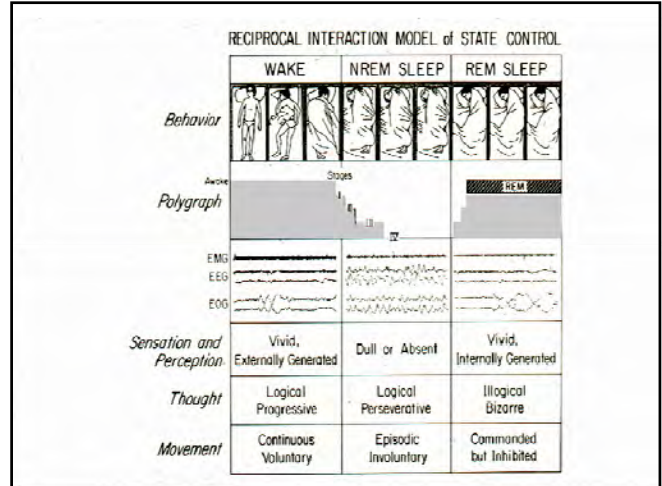 RECIPROCAL INTERACTION MODEL of STATE CONTROL
WAKE NREM SLEEP REM SLEEP
Behavior
Awake
Stages
REM
Polygraph
I
II
III
IV
EMG
EEG
EOG
Sensation and
Perception
Vivid,
Externally Generated
Dull or Absent
Vivid,
Internally Generated
Thought
Logical
Progressive
Logical
Perseverative
Illogical
Bizarre
Movement
Continuous
Voluntary
Episodic
Involuntary
Commanded
but Inhibited